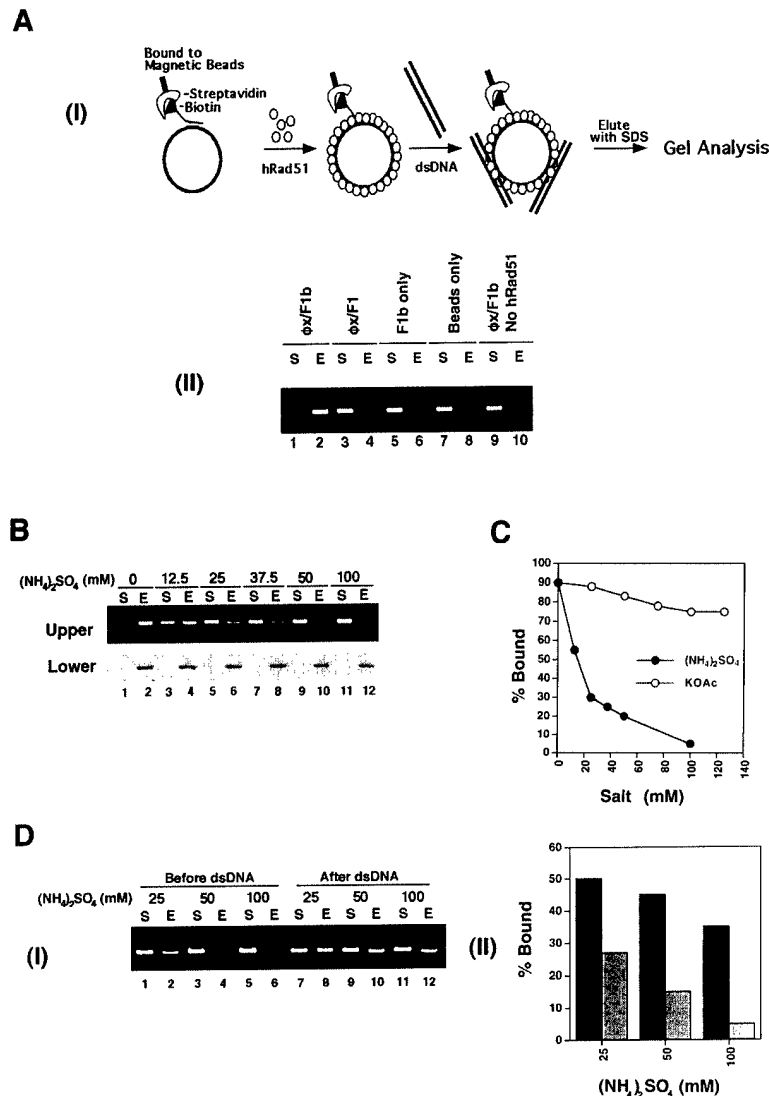 A
Bound to
Magnetic Beads
-Streptavidin
-Biotin
(I)
hRad51
dsDNA
Elute
with SDS
Gel Analysis
(II)
φx/F1b
φx/F1
F1b only
Beads only
φx/F1b
No hRad51
S E S E S E S E S E
1 2 3 4 5 6 7 8 9 10
B
(NH4)2SO4 (mM) 0 12.5 25 37.5 50 100
S E S E S E S E S E S E
Upper
Lower
1 2 3 4 5 6 7 8 9 10 11 12
C
% Bound
100
90
80
70
60
50
40
30
20
10
0
(NH4)2SO4
KOAc
0 20 40 60 80 100 120 140
Salt (mM)
D
Before dsDNA After dsDNA
(NH4)2SO4 (mM) 25 50 100 25 50 100
S E S E S E S E S E S E
(I)
1 2 3 4 5 6 7 8 9 10 11 12
(II)
% Bound
60
50
40
30
20
10
0
25 50 100
(NH4)2SO4 (mM)